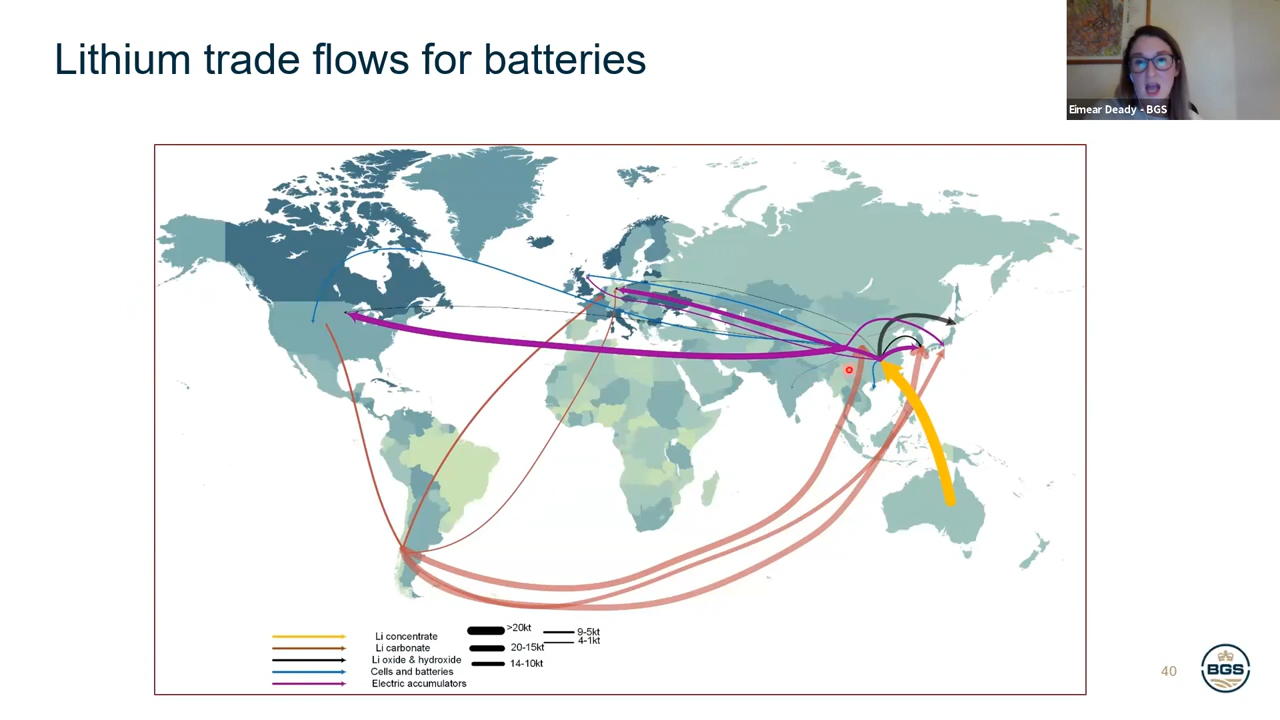 Lithium trade flows for batteries
Eimear Deady - BGS
Li concentrate
Li carbonate
Li oxide & hydroxide
Cells and batteries
Electric accumulators
>20kt
20-15kt
14-10kt
9-5kt
4-1kt
40
BGS